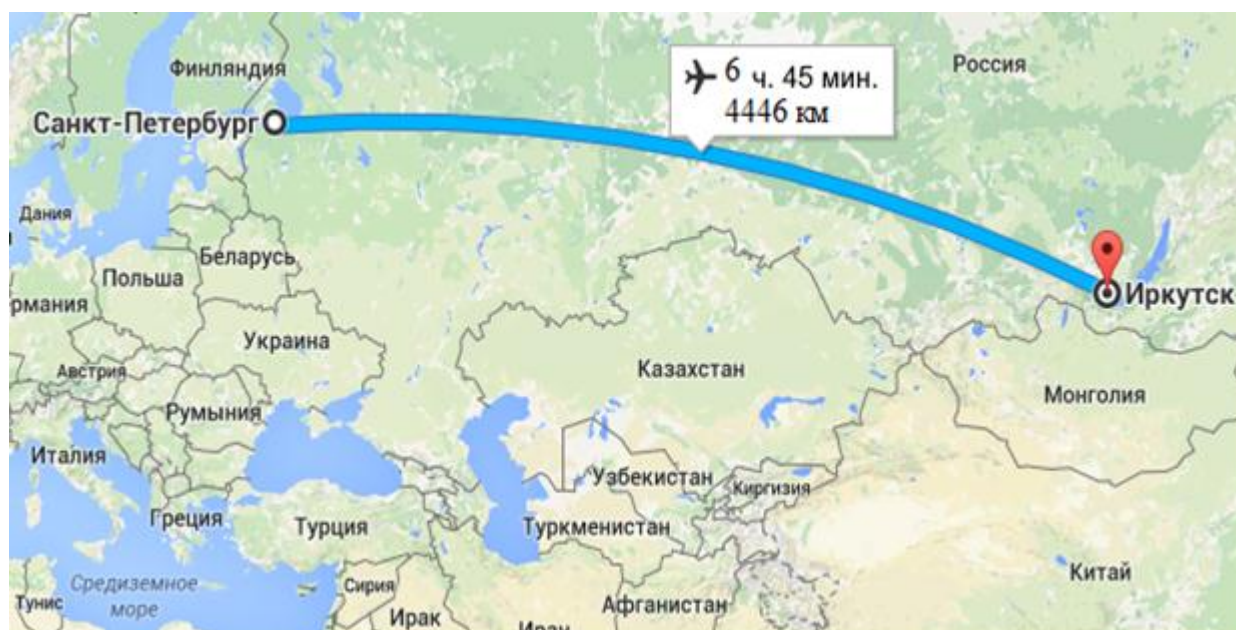 Финляндия
Россия
6 ч. 45 мин.
4446 км
Санкт-Петербург
Дания
Беларусь
Польша
Иркутск
Украина
Австрия
Казахстан
Монголия
Румыния
Италия
Узбекистан
Киргизия
Греция
Турция
Туркменистан
Средиземное
море
Сирия
Китай
Тунис
Ирак
Афганистан